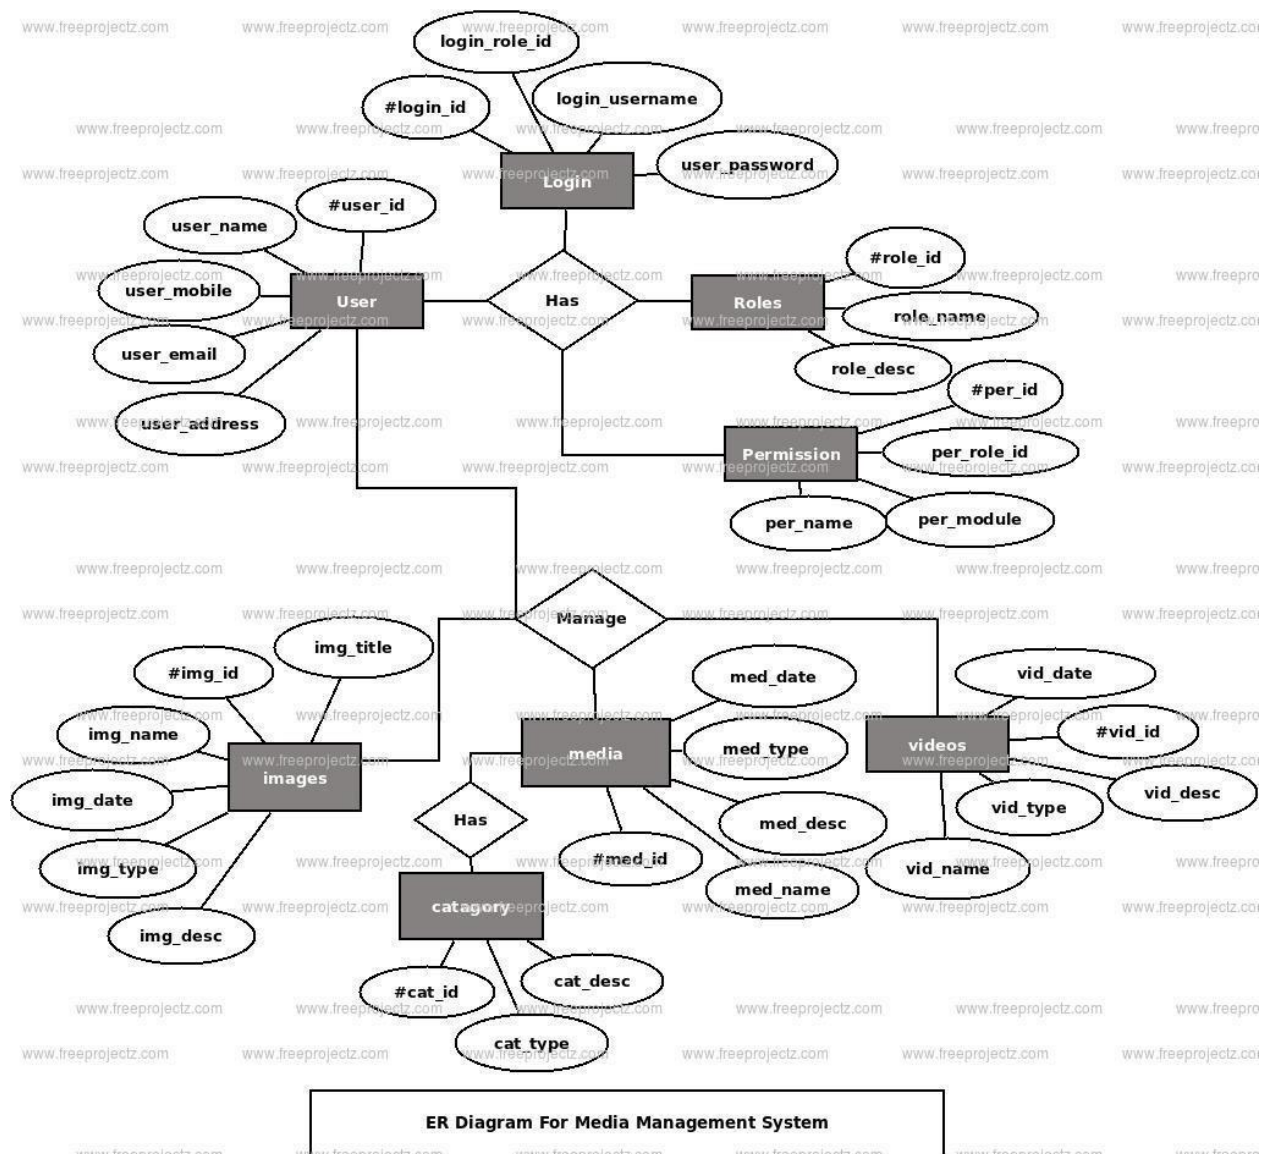 login_role_id
#login_id
login_username
user_password
Login
#user_id
user_name
user_mobile
user_email
user_address
User
Has
Roles
#role_id
role_name
role_desc
Permission
#per_id
per_role_id
per_module
per_name
Manage
img_title
#img_id
img_name
img_date
img_type
img_desc
images
media
med_date
med_type
med_desc
med_name
#med_id
videos
vid_date
#vid_id
vid_desc
vid_type
vid_name
Has
catagory
#cat_id
cat_type
cat_desc
ER Diagram For Media Management System
www.freeprojectz.com